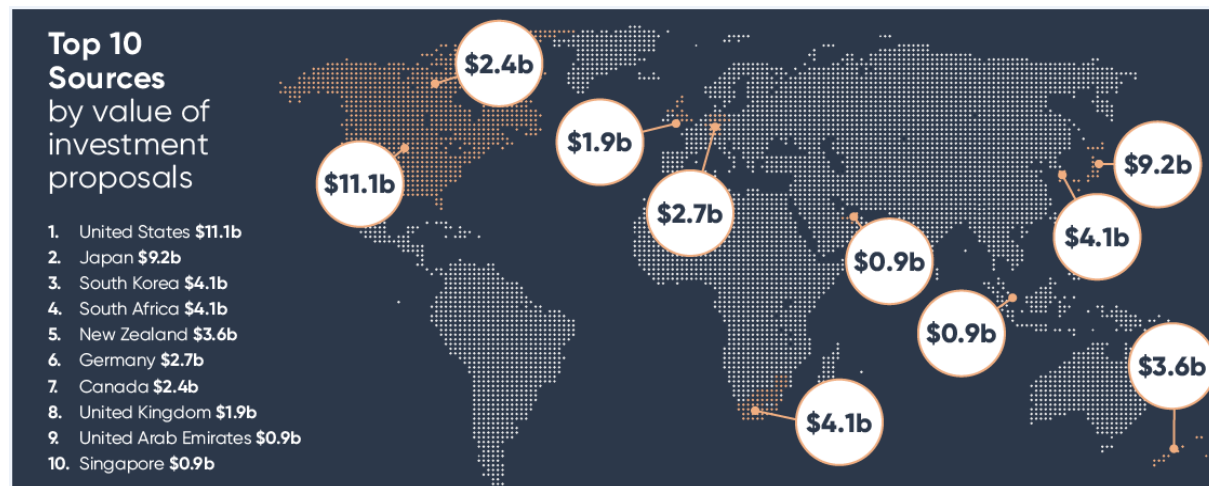 Top 10
Sources
by value of
investment
proposals
1. United States $11.1b
2. Japan $9.2b
3. South Korea $4.1b
4. South Africa $4.1b
5. New Zealand $3.6b
6. Germany $2.7b
7. Canada $2.4b
8. United Kingdom $1.9b
9. United Arab Emirates $0.9b
10. Singapore $0.9b
$2.4b
$11.1b
$1.9b
$2.7b
$9.2b
$4.1b
$0.9b
$0.9b
$3.6b
$4.1b